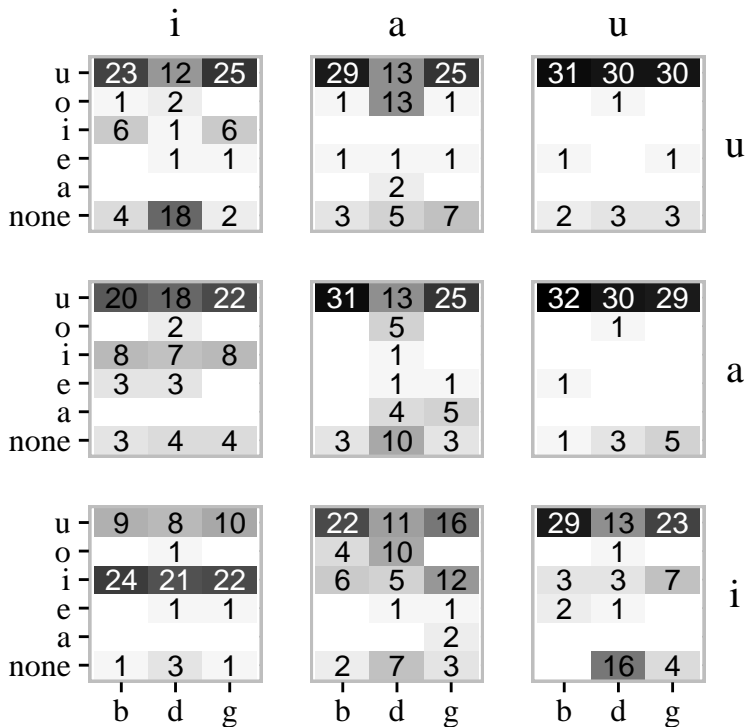 i a u
u 23 12 25 29 13 25 31 30 30
o 1 2 1 13 1 1
i 6 1 6
e 1 1 1 1 1 1 1
a 2
none 4 18 2 3 5 7 2 3 3
u
u 20 18 22 31 13 25 32 30 29
o 2 5 1
i 8 7 8 1
e 3 3 1 1 1
a 4 5
none 3 4 4 3 10 3 1 3 5
a
u 9 8 10 22 11 16 29 13 23
o 1 4 10 1
i 24 21 22 6 5 12 3 3 7
e 1 1 1 1 2 1
a 2
none 1 3 1 2 7 3 16 4
i
b d g b d g b d g